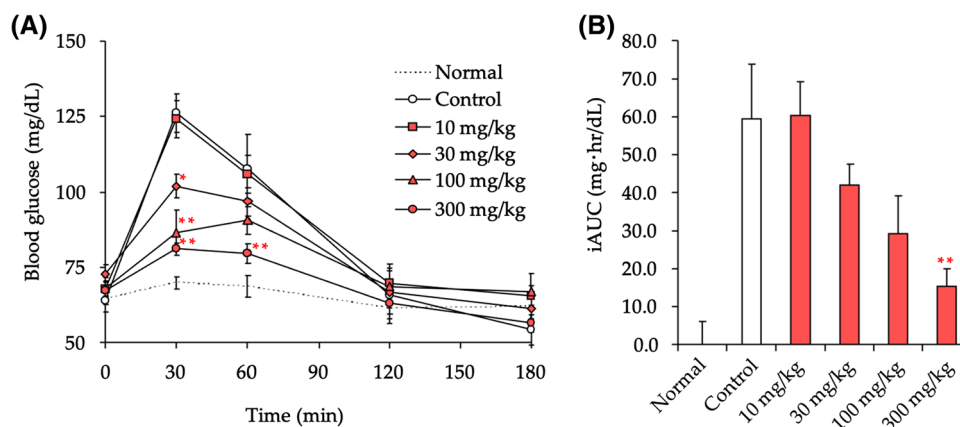 (A)
150
125
100
75
50
Blood glucose (mg/dL)
0 30 60 90 120 150 180
Time (min)
Normal
Control
10 mg/kg
30 mg/kg
100 mg/kg
300 mg/kg
*
**
**
**
(B)
80.0
70.0
60.0
50.0
40.0
30.0
20.0
10.0
0.0
iAUC (mg·hr/dL)
**
Normal
Control
10 mg/kg
30 mg/kg
100 mg/kg
300 mg/kg